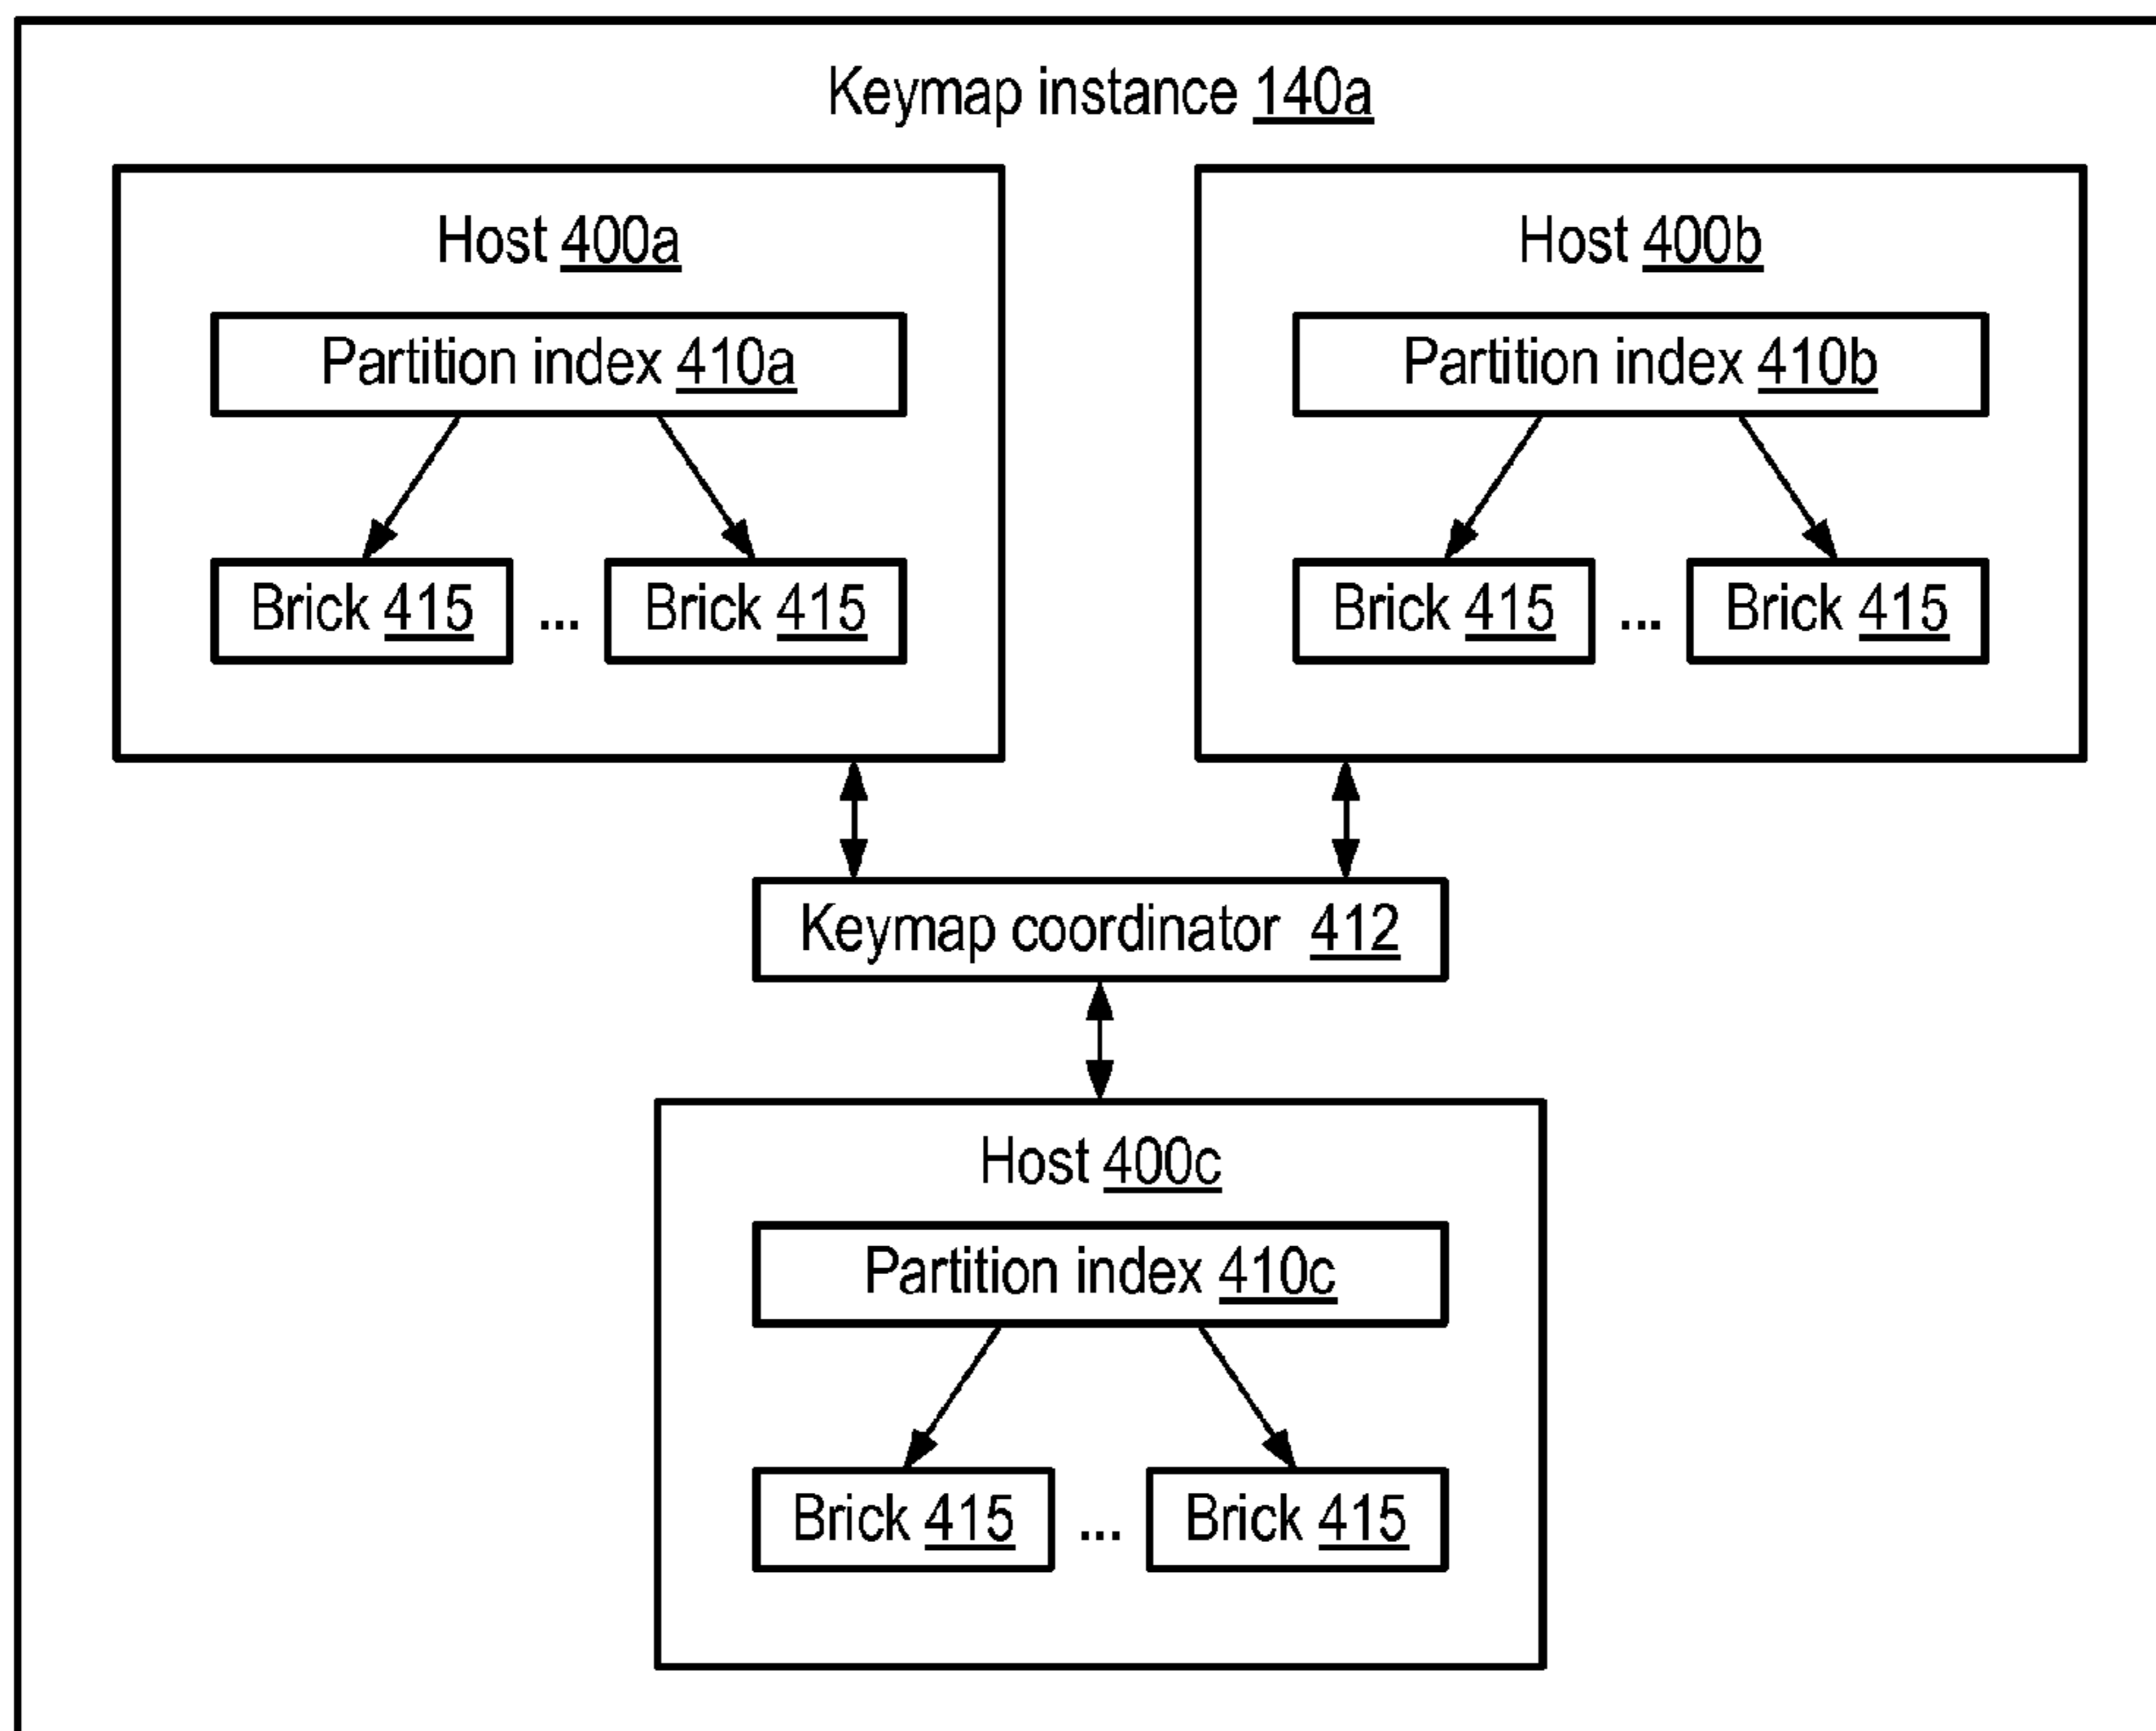 Keymap instance 140a
Host 400a
Partition index 410a
Brick 415 ... Brick 415
Host 400b
Partition index 410b
Brick 415 ... Brick 415
Keymap coordinator 412
Host 400c
Partition index 410c
Brick 415 ... Brick 415